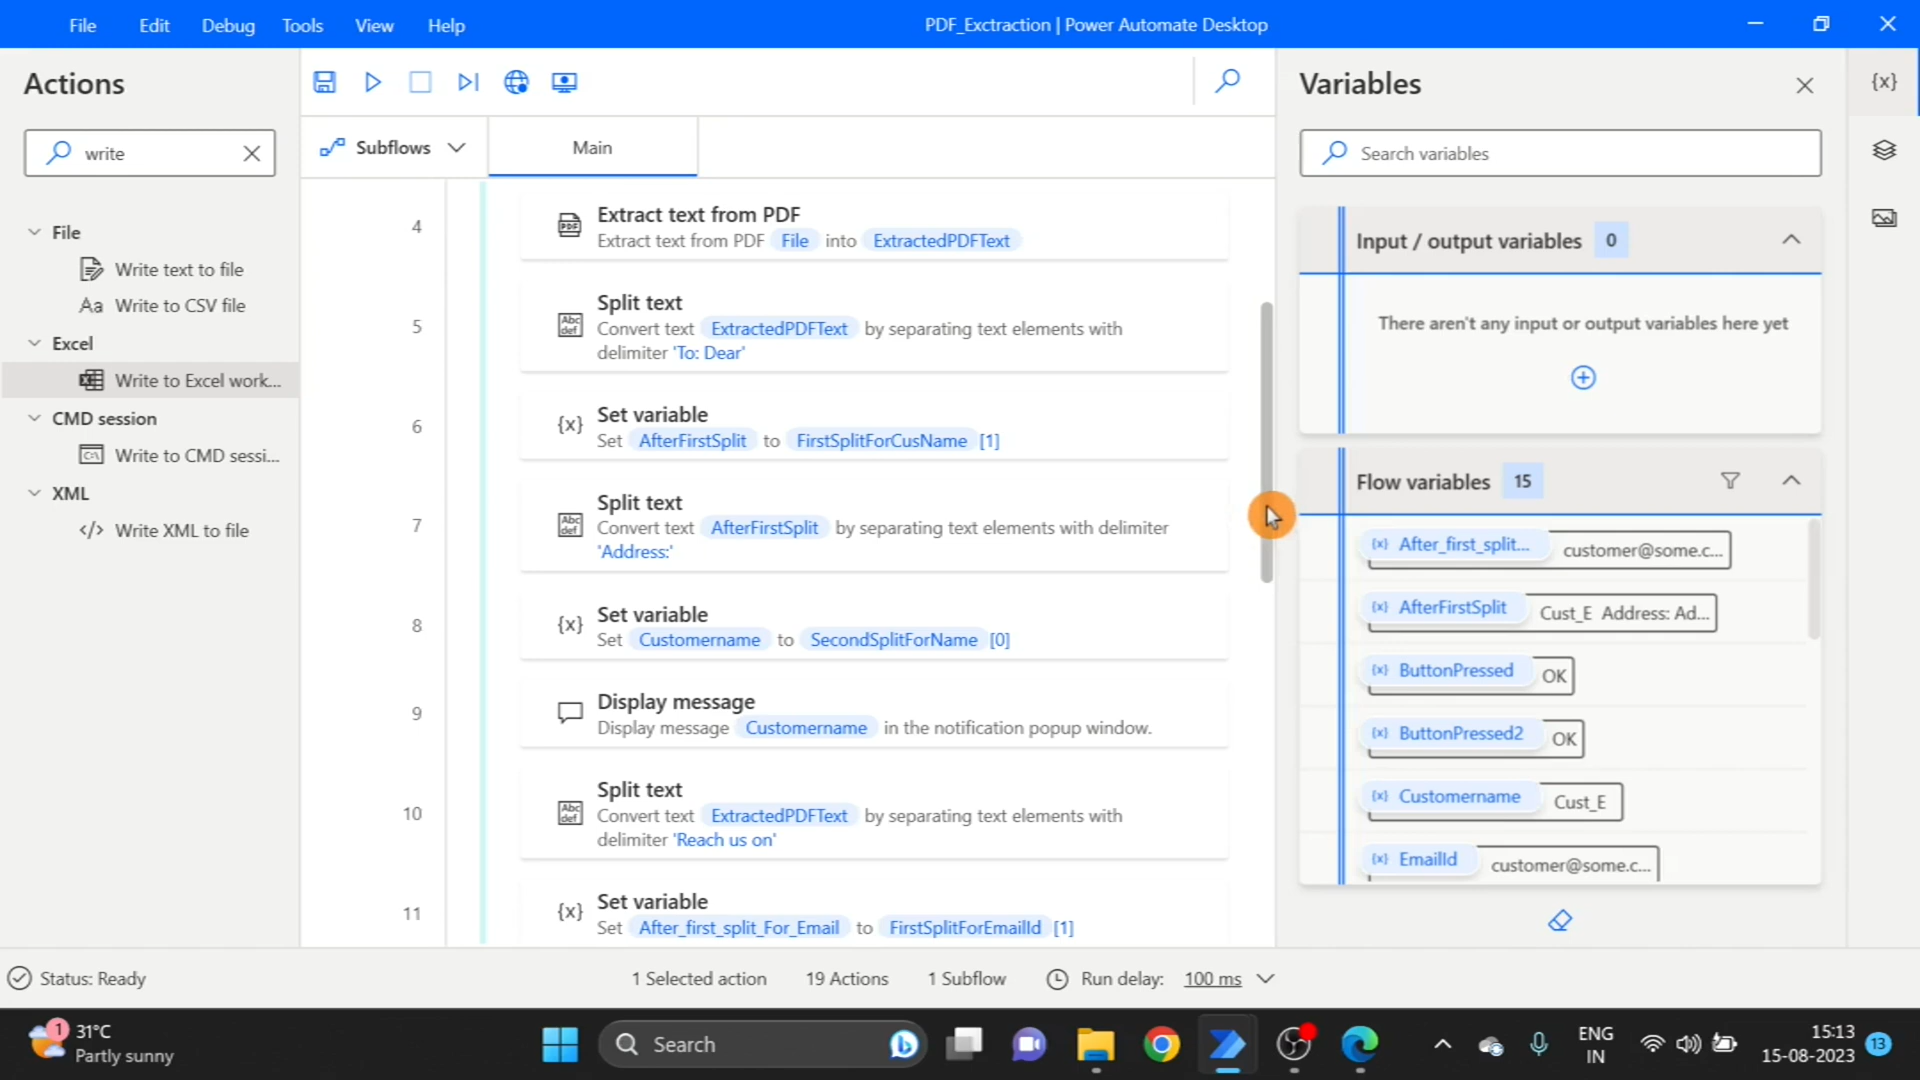 File Edit Debug Tools View Help
PDF_Exctraction | Power Automate Desktop
Actions
write
File
Write text to file
Aa Write to CSV file
Excel
Write to Excel work...
CMD session
Write to CMD sessi...
XML
Write XML to file
Subflows
Main
4
Extract text from PDF
Extract text from PDF File into ExtractedPDFText
5
Split text
Convert text ExtractedPDFText by separating text elements with
delimiter 'To: Dear'
6
{x} Set variable
Set AfterFirstSplit to FirstSplitForCusName [1]
7
Split text
Convert text AfterFirstSplit by separating text elements with delimiter
'Address:'
8
{x} Set variable
Set Customername to SecondSplitForName [0]
9
Display message
Display message Customername in the notification popup window.
10
Split text
Convert text ExtractedPDFText by separating text elements with
delimiter 'Reach us on'
11
{x} Set variable
Set After_first_split_For_Email to FirstSplitForEmailId [1]
Variables
{x}
Search variables
Input / output variables 0
There aren't any input or output variables here yet
Flow variables 15
{x} After_first_split... customer@some.c...
{x} AfterFirstSplit Cust_E Address: Ad...
{x} ButtonPressed OK
{x} ButtonPressed2 OK
{x} Customername Cust_E
{x} EmailId customer@some.c...
Status: Ready
1 Selected action
19 Actions
1 Subflow
Run delay: 100 ms
1
31°C
Partly sunny
Search
ENG
IN
15:13
15-08-2023
13